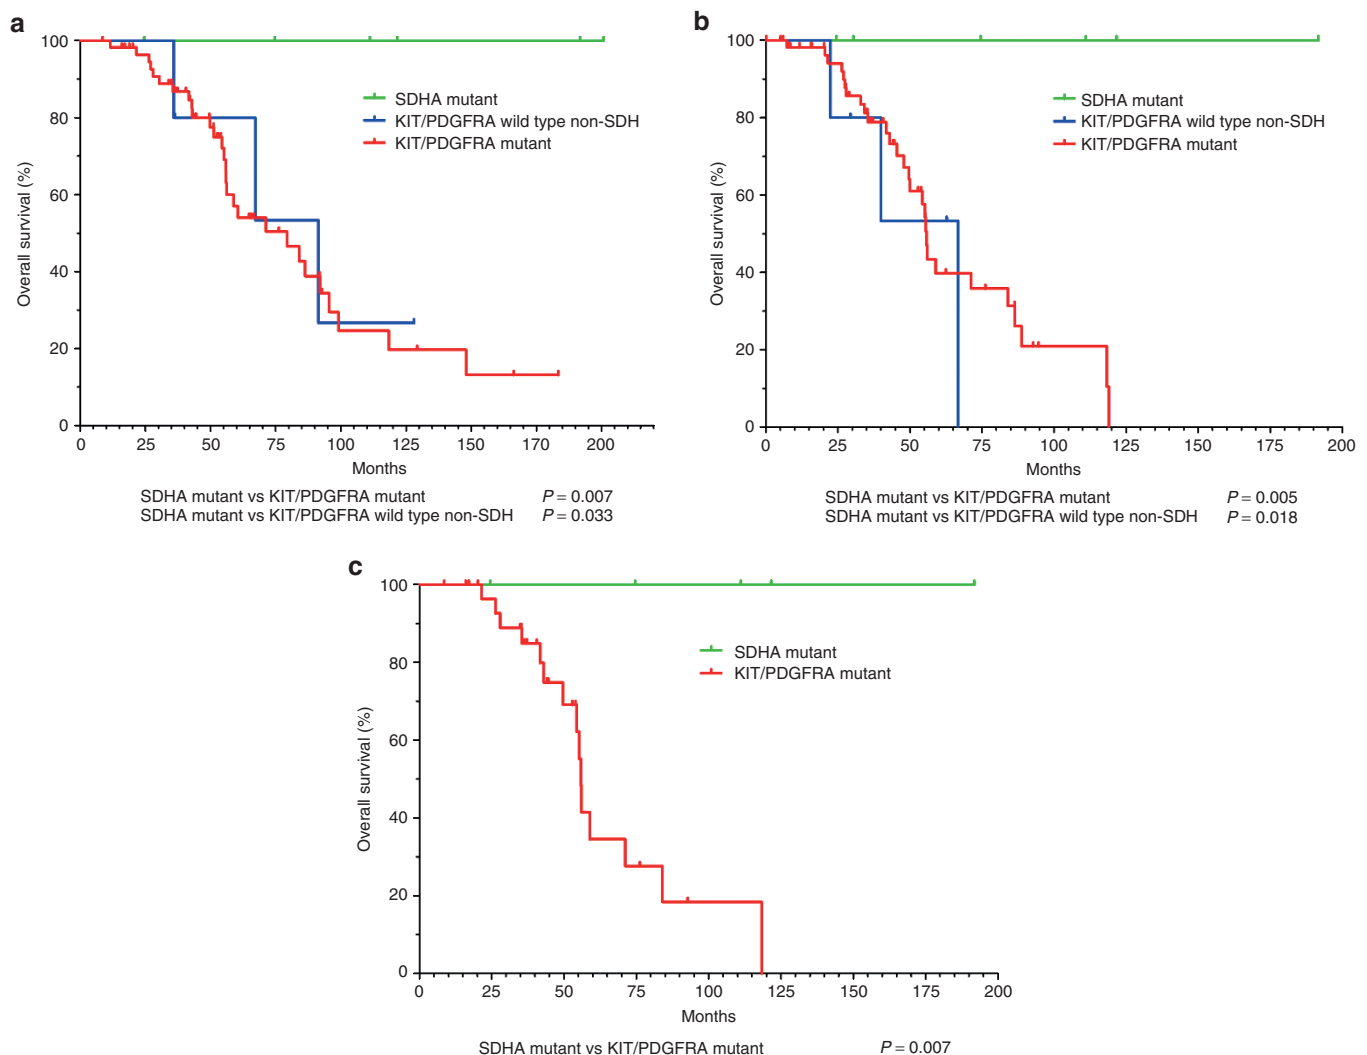 a
100
80
60
40
20
0
Overall survival (%)
SDHA mutant
KIT/PDGFRA wild type non-SDH
KIT/PDGFRA mutant
0 25 50 75 100 125 170 200
Months
SDHA mutant vs KIT/PDGFRA mutant P = 0.007
SDHA mutant vs KIT/PDGFRA wild type non-SDH P = 0.033
b
100
80
60
40
20
0
Overall survival (%)
SDHA mutant
KIT/PDGFRA wild type non-SDH
KIT/PDGFRA mutant
0 25 50 75 100 125 150 175 200
Months
SDHA mutant vs KIT/PDGFRA mutant P = 0.005
SDHA mutant vs KIT/PDGFRA wild type non-SDH P = 0.018
c
100
80
60
40
20
0
Overall survival (%)
SDHA mutant
KIT/PDGFRA mutant
0 25 50 75 100 125 150 175 200
Months
SDHA mutant vs KIT/PDGFRA mutant P = 0.007